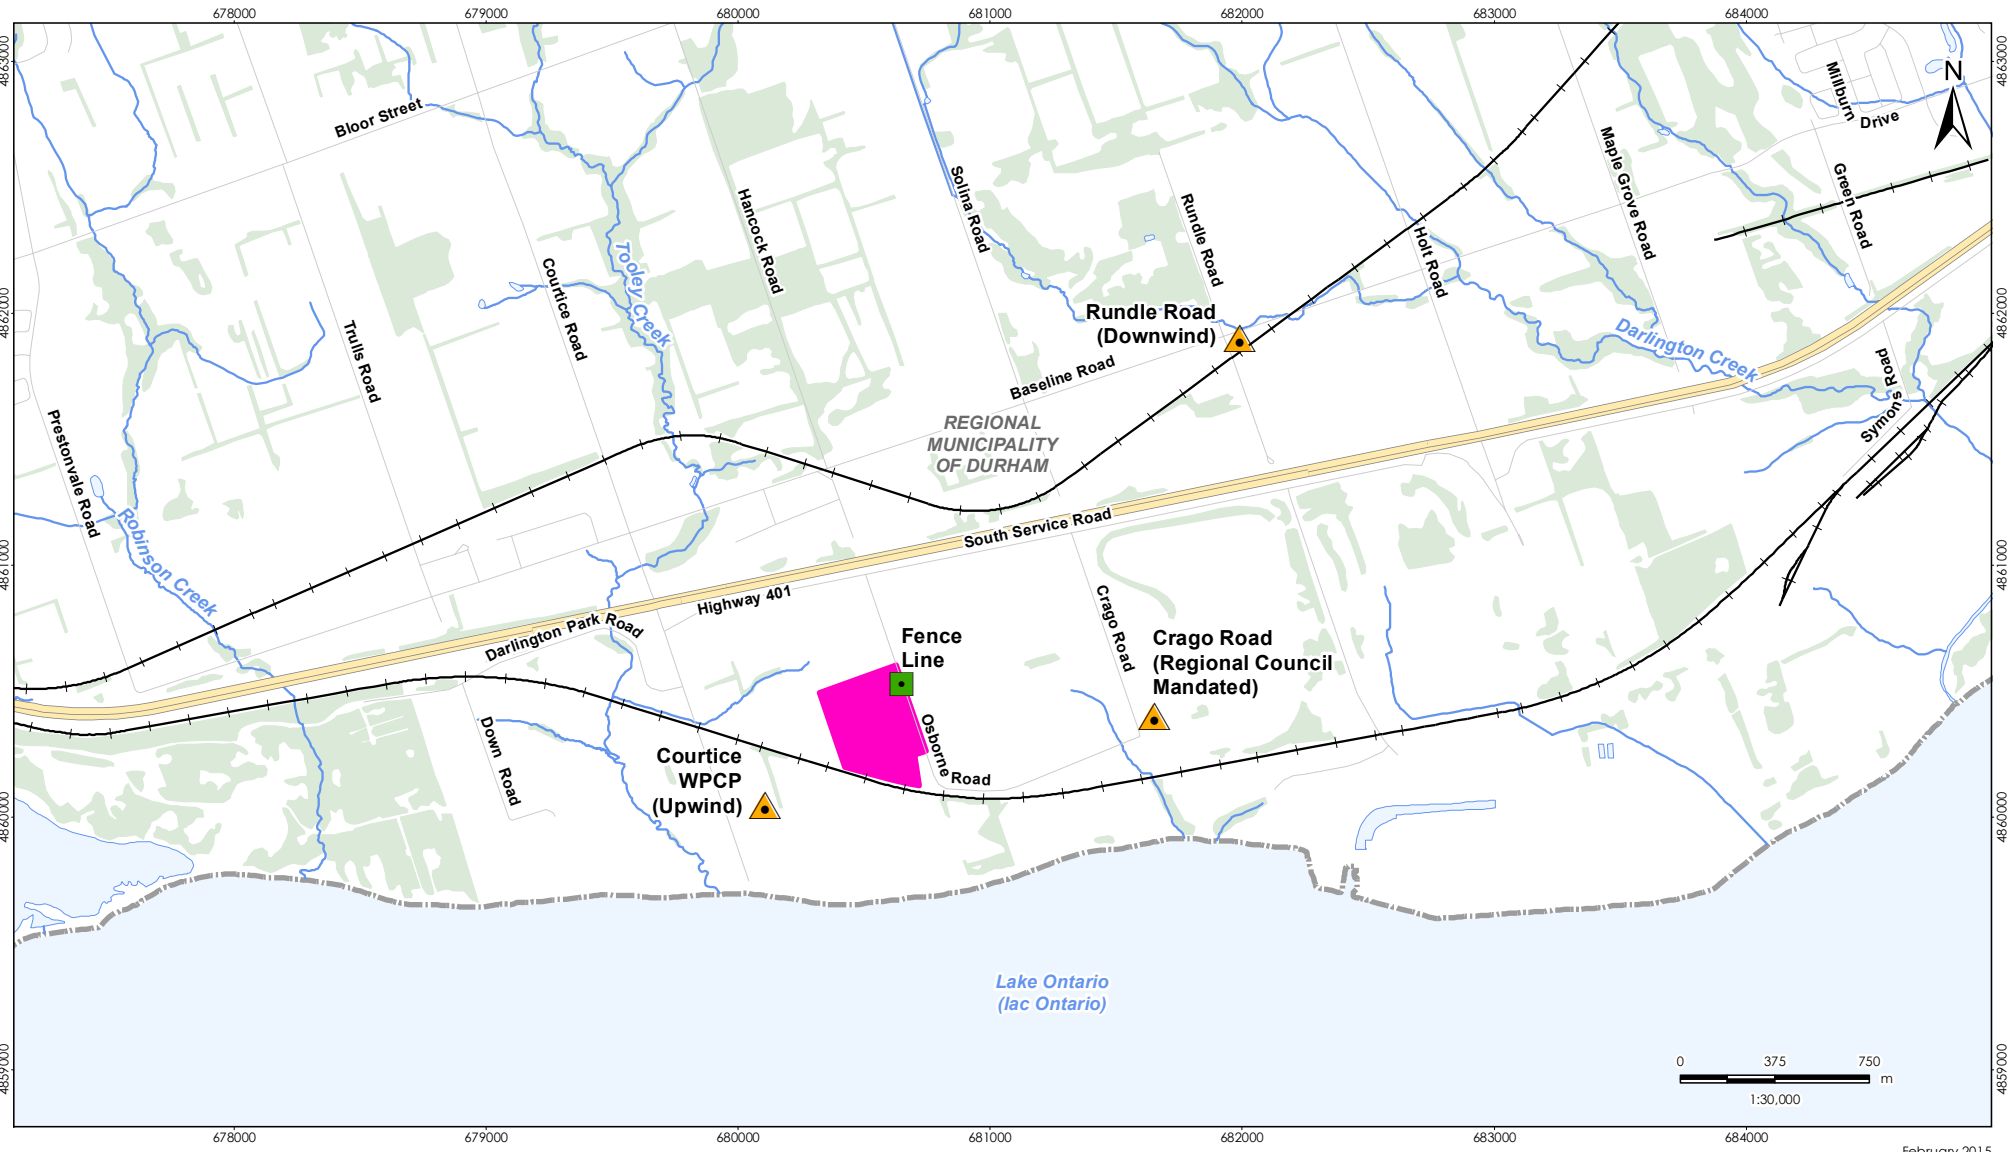 678000 679000 680000 681000 682000 683000 684000
4863000
4863000
N
Milburn
Drive
Bloor Street
Maple Grove Road
Green Road
Solina Road
Rundle Road
Hancock Road
Holt Road
Tooley Creek
Courtice Road
4862000
4862000
Rundle Road
(Downwind)
Trulls Road
Darlington Creek
Baseline Road
Symons Road
Prestonvale Road
REGIONAL
MUNICIPALITY
OF DURHAM
Robinson Creek
South Service Road
4861000
4861000
Highway 401
Crago Road
Darlington Park Road
Fence
Line
Crago Road
(Regional Council
Mandated)
Down Road
Osborne Road
Courtice
WPCP
(Upwind)
4860000
4860000
Lake Ontario
(lac Ontario)
4859000
4859000
0 375 750
m
1:30,000
678000 679000 680000 681000 682000 683000 684000
February 2015